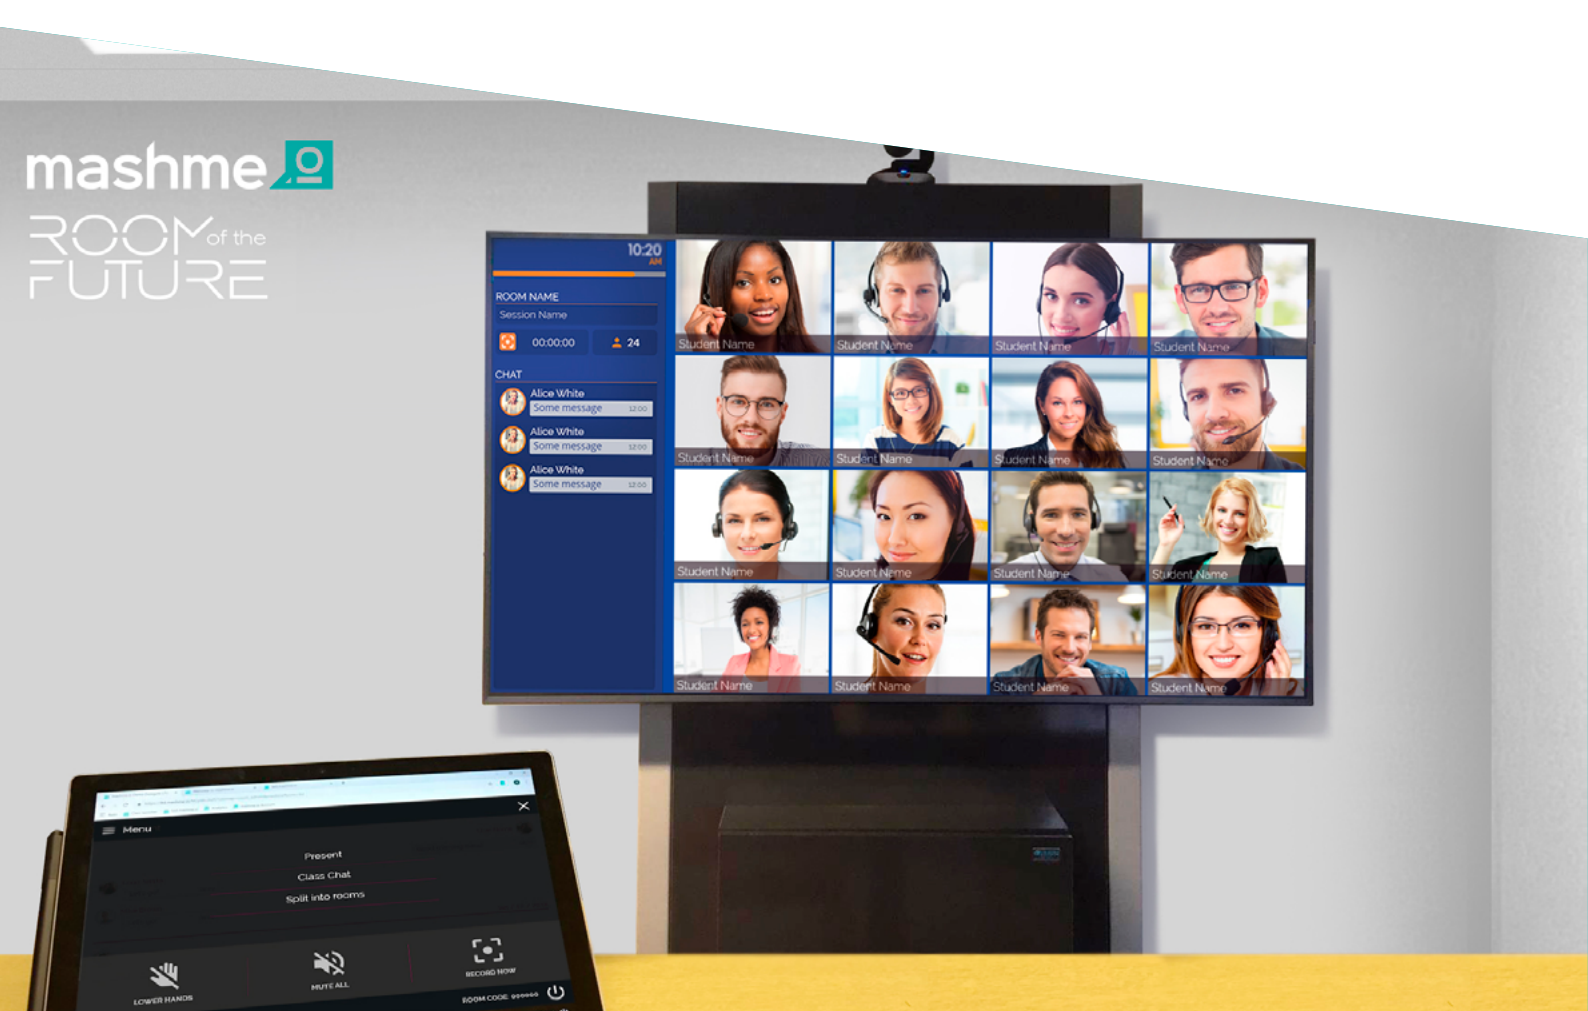 mashme.io
ROOM of the
FUTURE
10:20
AM
ROOM NAME
Session Name
00:00:00
24
CHAT
Alice White
Some message 12:00
Alice White
Some message 12:00
Alice White
Some message 12:00
Student Name Student Name Student Name Student Name
Student Name Student Name Student Name Student Name
Student Name Student Name Student Name Student Name
Student Name Student Name Student Name Student Name
Menu
Present
Class Chat
Split into rooms
LOWER HANDS
MUTE ALL
RECORD NOW
ROOM CODE: